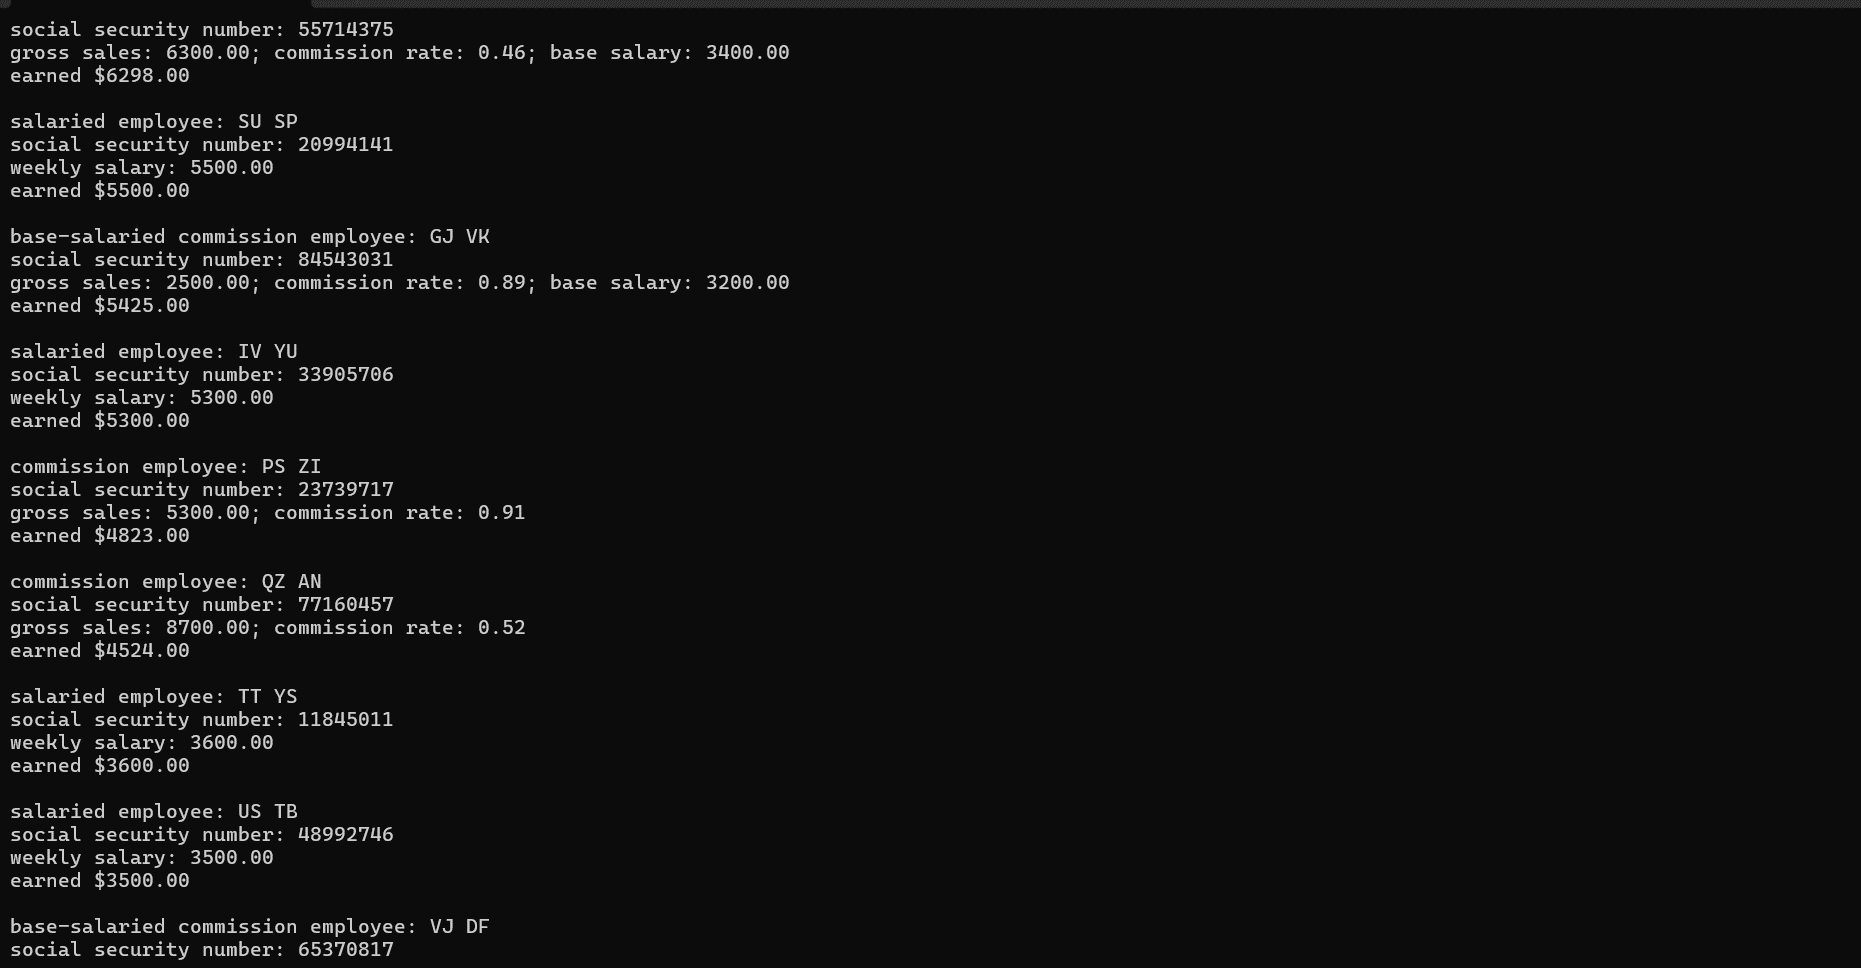 social security number: 55714375
gross sales: 6300.00; commission rate: 0.46; base salary: 3400.00
earned $6298.00
salaried employee: SU SP
social security number: 20994141
weekly salary: 5500.00
earned $5500.00
base-salaried commission employee: GJ VK
social security number: 84543031
gross sales: 2500.00; commission rate: 0.89; base salary: 3200.00
earned $5425.00
salaried employee: IV YU
social security number: 33905706
weekly salary: 5300.00
earned $5300.00
commission employee: PS ZI
social security number: 23739717
gross sales: 5300.00; commission rate: 0.91
earned $4823.00
commission employee: QZ AN
social security number: 77160457
gross sales: 8700.00; commission rate: 0.52
earned $4524.00
salaried employee: TT YS
social security number: 11845011
weekly salary: 3600.00
earned $3600.00
salaried employee: US TB
social security number: 48992746
weekly salary: 3500.00
earned $3500.00
base-salaried commission employee: VJ DF
social security number: 65370817